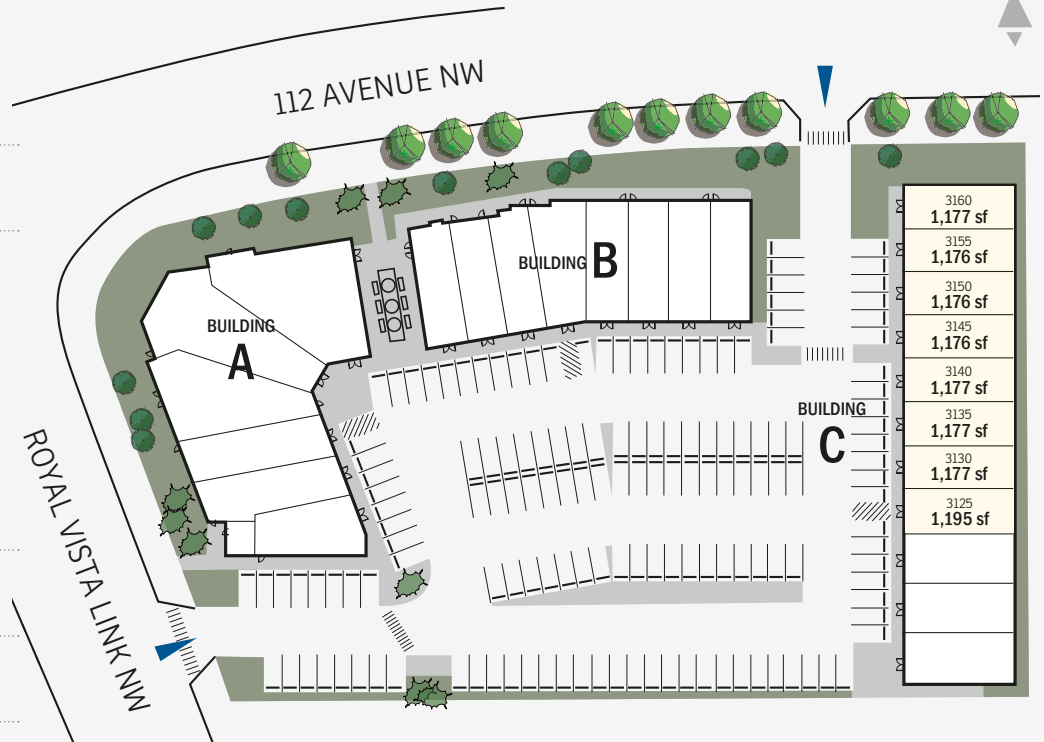 112 AVENUE NW
3160
1,177 sf
3155
1,176 sf
3150
1,176 sf
3145
1,176 sf
3140
1,177 sf
3135
1,177 sf
3130
1,177 sf
3125
1,195 sf
BUILDING B
BUILDING
A
BUILDING
C
ROYAL VISTA LINK NW